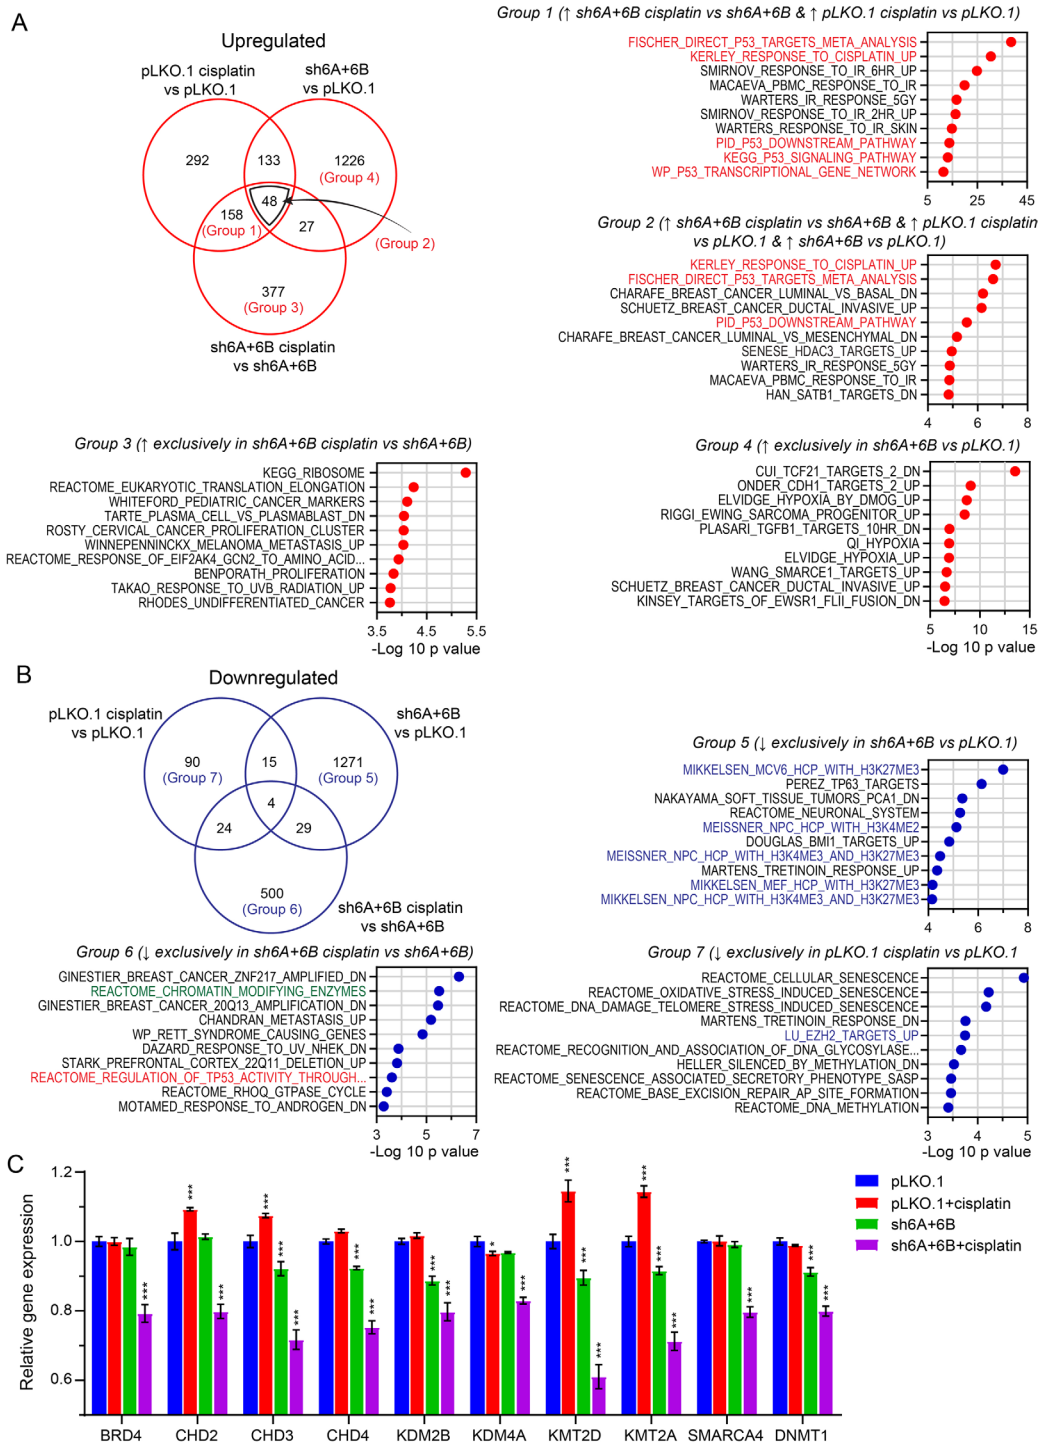 A
Upregulated
pLKO.1 cisplatin
vs pLKO.1
sh6A+6B
vs pLKO.1
292
133
1226
(Group 4)
48
158
(Group 1)
27
(Group 2)
377
(Group 3)
sh6A+6B cisplatin
vs sh6A+6B
Group 1 (↑ sh6A+6B cisplatin vs sh6A+6B & ↑ pLKO.1 cisplatin vs pLKO.1)
FISCHER_DIRECT_P53_TARGETS_META_ANALYSIS
KERLEY_RESPONSE_TO_CISPLATIN_UP
SMIRNOV_RESPONSE_TO_IR_6HR_UP
MACAEVA_PBMC_RESPONSE_TO_IR
WARTERS_IR_RESPONSE_5GY
SMIRNOV_RESPONSE_TO_IR_2HR_UP
WARTERS_RESPONSE_TO_IR_SKIN
PID_P53_DOWNSTREAM_PATHWAY
KEGG_P53_SIGNALING_PATHWAY
WP_P53_TRANSCRIPTIONAL_GENE_NETWORK
5 25 45
Group 2 (↑ sh6A+6B cisplatin vs sh6A+6B & ↑ pLKO.1 cisplatin
vs pLKO.1 & ↑ sh6A+6B vs pLKO.1)
KERLEY_RESPONSE_TO_CISPLATIN_UP
FISCHER_DIRECT_P53_TARGETS_META_ANALYSIS
CHARAFE_BREAST_CANCER_LUMINAL_VS_BASAL_DN
SCHUETZ_BREAST_CANCER_DUCTAL_INVASIVE_UP
PID_P53_DOWNSTREAM_PATHWAY
CHARAFE_BREAST_CANCER_LUMINAL_VS_MESENCHYMAL_DN
SENESE_HDAC3_TARGETS_UP
WARTERS_IR_RESPONSE_5GY
MACAEVA_PBMC_RESPONSE_TO_IR
HAN_SATB1_TARGETS_DN
4 6 8
Group 3 (↑ exclusively in sh6A+6B cisplatin vs sh6A+6B)
KEGG_RIBOSOME
REACTOME_EUKARYOTIC_TRANSLATION_ELONGATION
WHITEFORD_PEDIATRIC_CANCER_MARKERS
TARTE_PLASMA_CELL_VS_PLASMABLAST_DN
ROSTY_CERVICAL_CANCER_PROLIFERATION_CLUSTER
WINNEPENNINCKX_MELANOMA_METASTASIS_UP
REACTOME_RESPONSE_OF_EIF2AK4_GCN2_TO_AMINO_ACID...
BENPORATH_PROLIFERATION
TAKAO_RESPONSE_TO_UVB_RADIATION_UP
RHODES_UNDIFFERENTIATED_CANCER
3.5 4.5 5.5
-Log 10 p value
Group 4 (↑ exclusively in sh6A+6B vs pLKO.1)
CUI_TCF21_TARGETS_2_DN
ONDER_CDH1_TARGETS_2_UP
ELVIDGE_HYPOXIA_BY_DMOG_UP
RIGGI_EWING_SARCOMA_PROGENITOR_UP
PLASARI_TGFB1_TARGETS_10HR_DN
QI_HYPOXIA
ELVIDGE_HYPOXIA_UP
WANG_SMARCE1_TARGETS_UP
SCHUETZ_BREAST_CANCER_DUCTAL_INVASIVE_UP
KINSEY_TARGETS_OF_EWSR1_FLII_FUSION_DN
5 10 15
-Log 10 p value
B
Downregulated
pLKO.1 cisplatin
vs pLKO.1
sh6A+6B
vs pLKO.1
90
(Group 7)
15
1271
(Group 5)
4
24
29
500
(Group 6)
sh6A+6B cisplatin
vs sh6A+6B
Group 5 (↓ exclusively in sh6A+6B vs pLKO.1)
MIKKELSEN_MCV6_HCP_WITH_H3K27ME3
PEREZ_TP63_TARGETS
NAKAYAMA_SOFT_TISSUE_TUMORS_PCA1_DN
REACTOME_NEURONAL_SYSTEM
MEISSNER_NPC_HCP_WITH_H3K4ME2
DOUGLAS_BMI1_TARGETS_UP
MEISSNER_NPC_HCP_WITH_H3K4ME3_AND_H3K27ME3
MARTENS_TRETINOIN_RESPONSE_UP
MIKKELSEN_MEF_HCP_WITH_H3K27ME3
MIKKELSEN_NPC_HCP_WITH_H3K4ME3_AND_H3K27ME3
4 6 8
Group 6 (↓ exclusively in sh6A+6B cisplatin vs sh6A+6B)
GINESTIER_BREAST_CANCER_ZNF217_AMPLIFIED_DN
REACTOME_CHROMATIN_MODIFYING_ENZYMES
GINESTIER_BREAST_CANCER_20Q13_AMPLIFICATION_DN
CHANDRAN_METASTASIS_UP
WP_RETT_SYNDROME_CAUSING_GENES
DAZARD_RESPONSE_TO_UV_NHEK_DN
STARK_PREFRONTAL_CORTEX_22Q11_DELETION_UP
REACTOME_REGULATION_OF_TP53_ACTIVITY_THROUGH...
REACTOME_RHOQ_GTPASE_CYCLE
MOTAMED_RESPONSE_TO_ANDROGEN_DN
3 5 7
-Log 10 p value
Group 7 (↓ exclusively in pLKO.1 cisplatin vs pLKO.1
REACTOME_CELLULAR_SENESCENCE
REACTOME_OXIDATIVE_STRESS_INDUCED_SENESCENCE
REACTOME_DNA_DAMAGE_TELOMERE_STRESS_INDUCED_SENESCENCE
MARTENS_TRETINOIN_RESPONSE_DN
LU_EZH2_TARGETS_UP
REACTOME_RECOGNITION_AND_ASSOCIATION_OF_DNA_GLYCOSYLASE...
HELLER_SILENCED_BY_METHYLATION_DN
REACTOME_SENESCENCE_ASSOCIATED_SECRETORY_PHENOTYPE_SASP
REACTOME_BASE_EXCISION_REPAIR_AP_SITE_FORMATION
REACTOME_DNA_METHYLATION
3 4 5
-Log 10 p value
C
Relative gene expression
1.2
1.0
0.8
0.6
*** *** *** *** *** *** *** *** *** * *** *** *** *** *** *** *** *** *** ***
BRD4 CHD2 CHD3 CHD4 KDM2B KDM4A KMT2D KMT2A SMARCA4 DNMT1
pLKO.1
pLKO.1+cisplatin
sh6A+6B
sh6A+6B+cisplatin